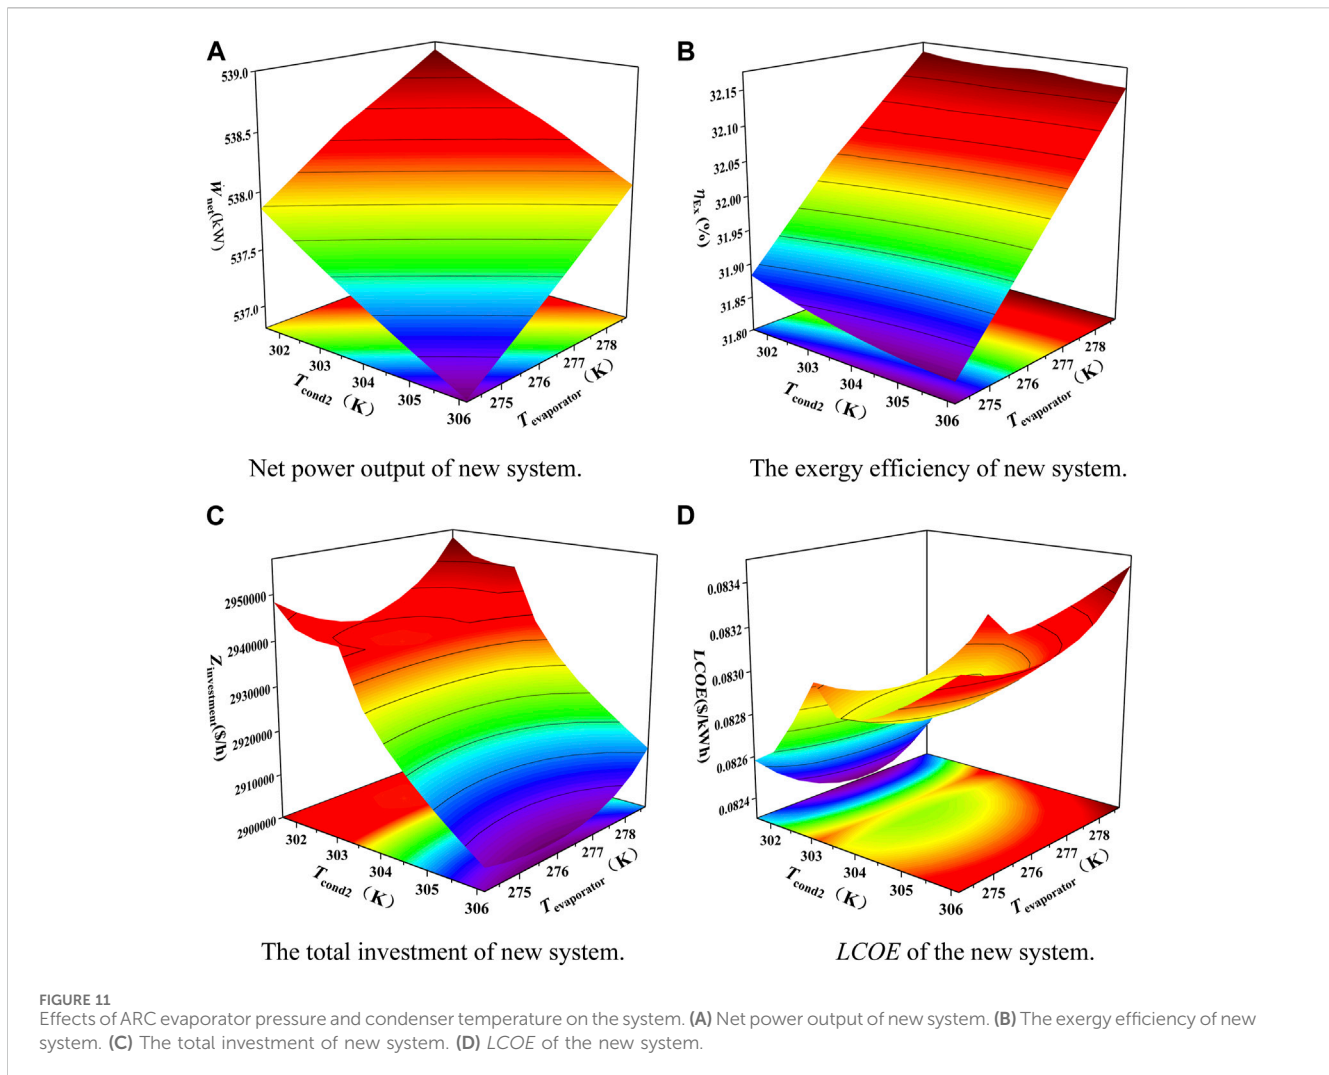 A
539.0
538.5
538.0
537.5
537.0
W net(kW)
302
303
304
305
306
T cond2 (K)
275
276
277
278
T evaporator (K)
Net power output of new system.
B
32.15
32.10
32.05
32.00
31.95
31.90
31.85
31.80
η Ex (%)
302
303
304
305
306
T cond2 (K)
275
276
277
278
T evaporator (K)
The exergy efficiency of new system.
C
2950000
2940000
2930000
2920000
2910000
2900000
Z investment($/h)
302
303
304
305
306
T cond2 (K)
275
276
277
278
T evaporator (K)
The total investment of new system.
D
0.0834
0.0832
0.0830
0.0828
0.0826
0.0824
LCOE($/kWh)
302
303
304
305
306
T cond2 (K)
275
276
277
278
T evaporator (K)
LCOE of the new system.
FIGURE 11
Effects of ARC evaporator pressure and condenser temperature on the system. (A) Net power output of new system. (B) The exergy efficiency of new
system. (C) The total investment of new system. (D) LCOE of the new system.